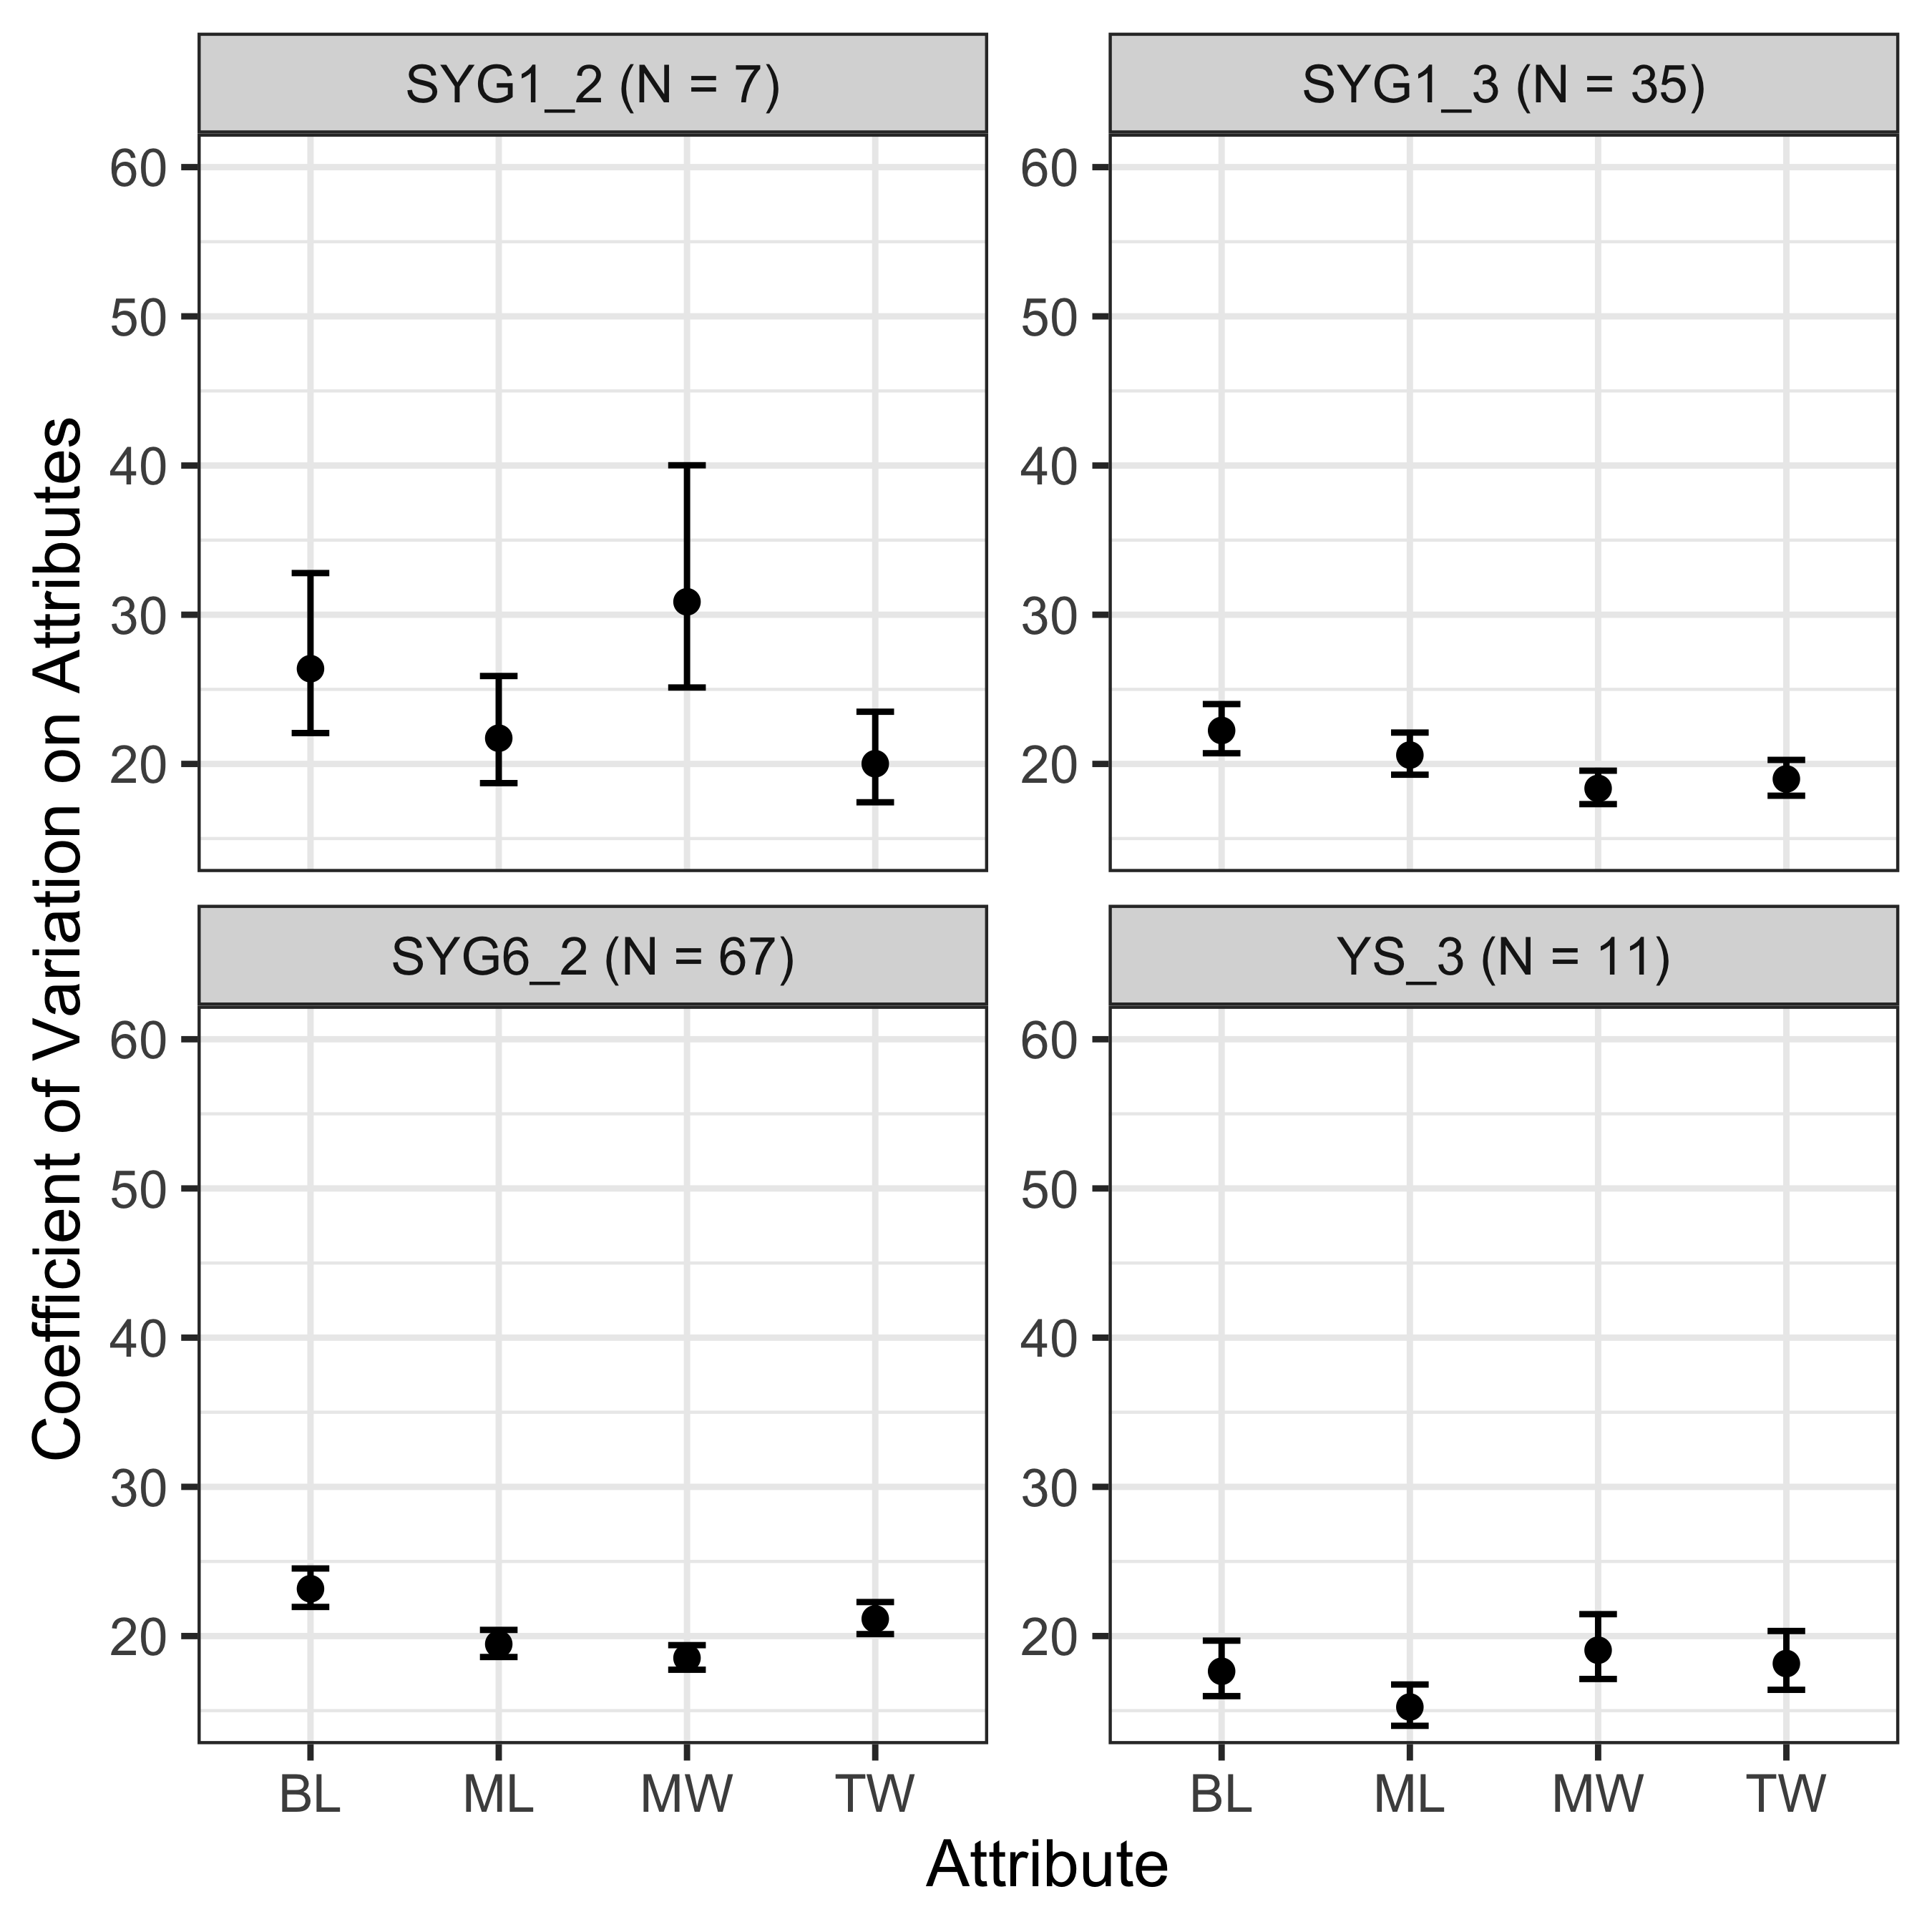 SYG1_2 (N = 7)
SYG1_3 (N = 35)
60
50
40
30
20
60
50
40
30
20
SYG6_2 (N = 67)
YS_3 (N = 11)
60
50
40
30
20
60
50
40
30
20
BL ML MW TW
BL ML MW TW
Attribute
Coefficient of Variation on Attributes